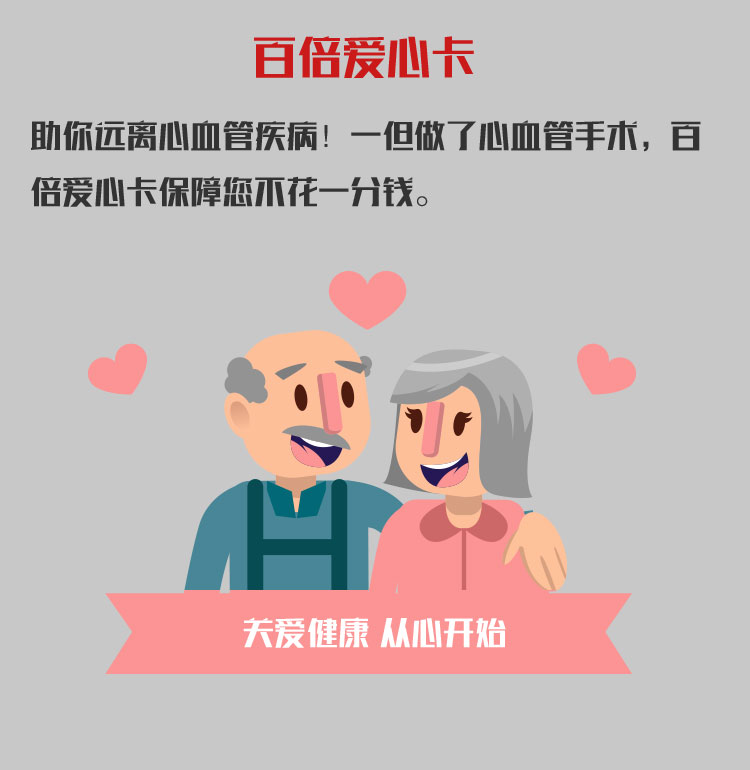 百倍爱心卡
助你远离心血管疾病！一但做了心血管手术，百
倍爱心卡保障您不花一分钱。
关爱健康 从心开始